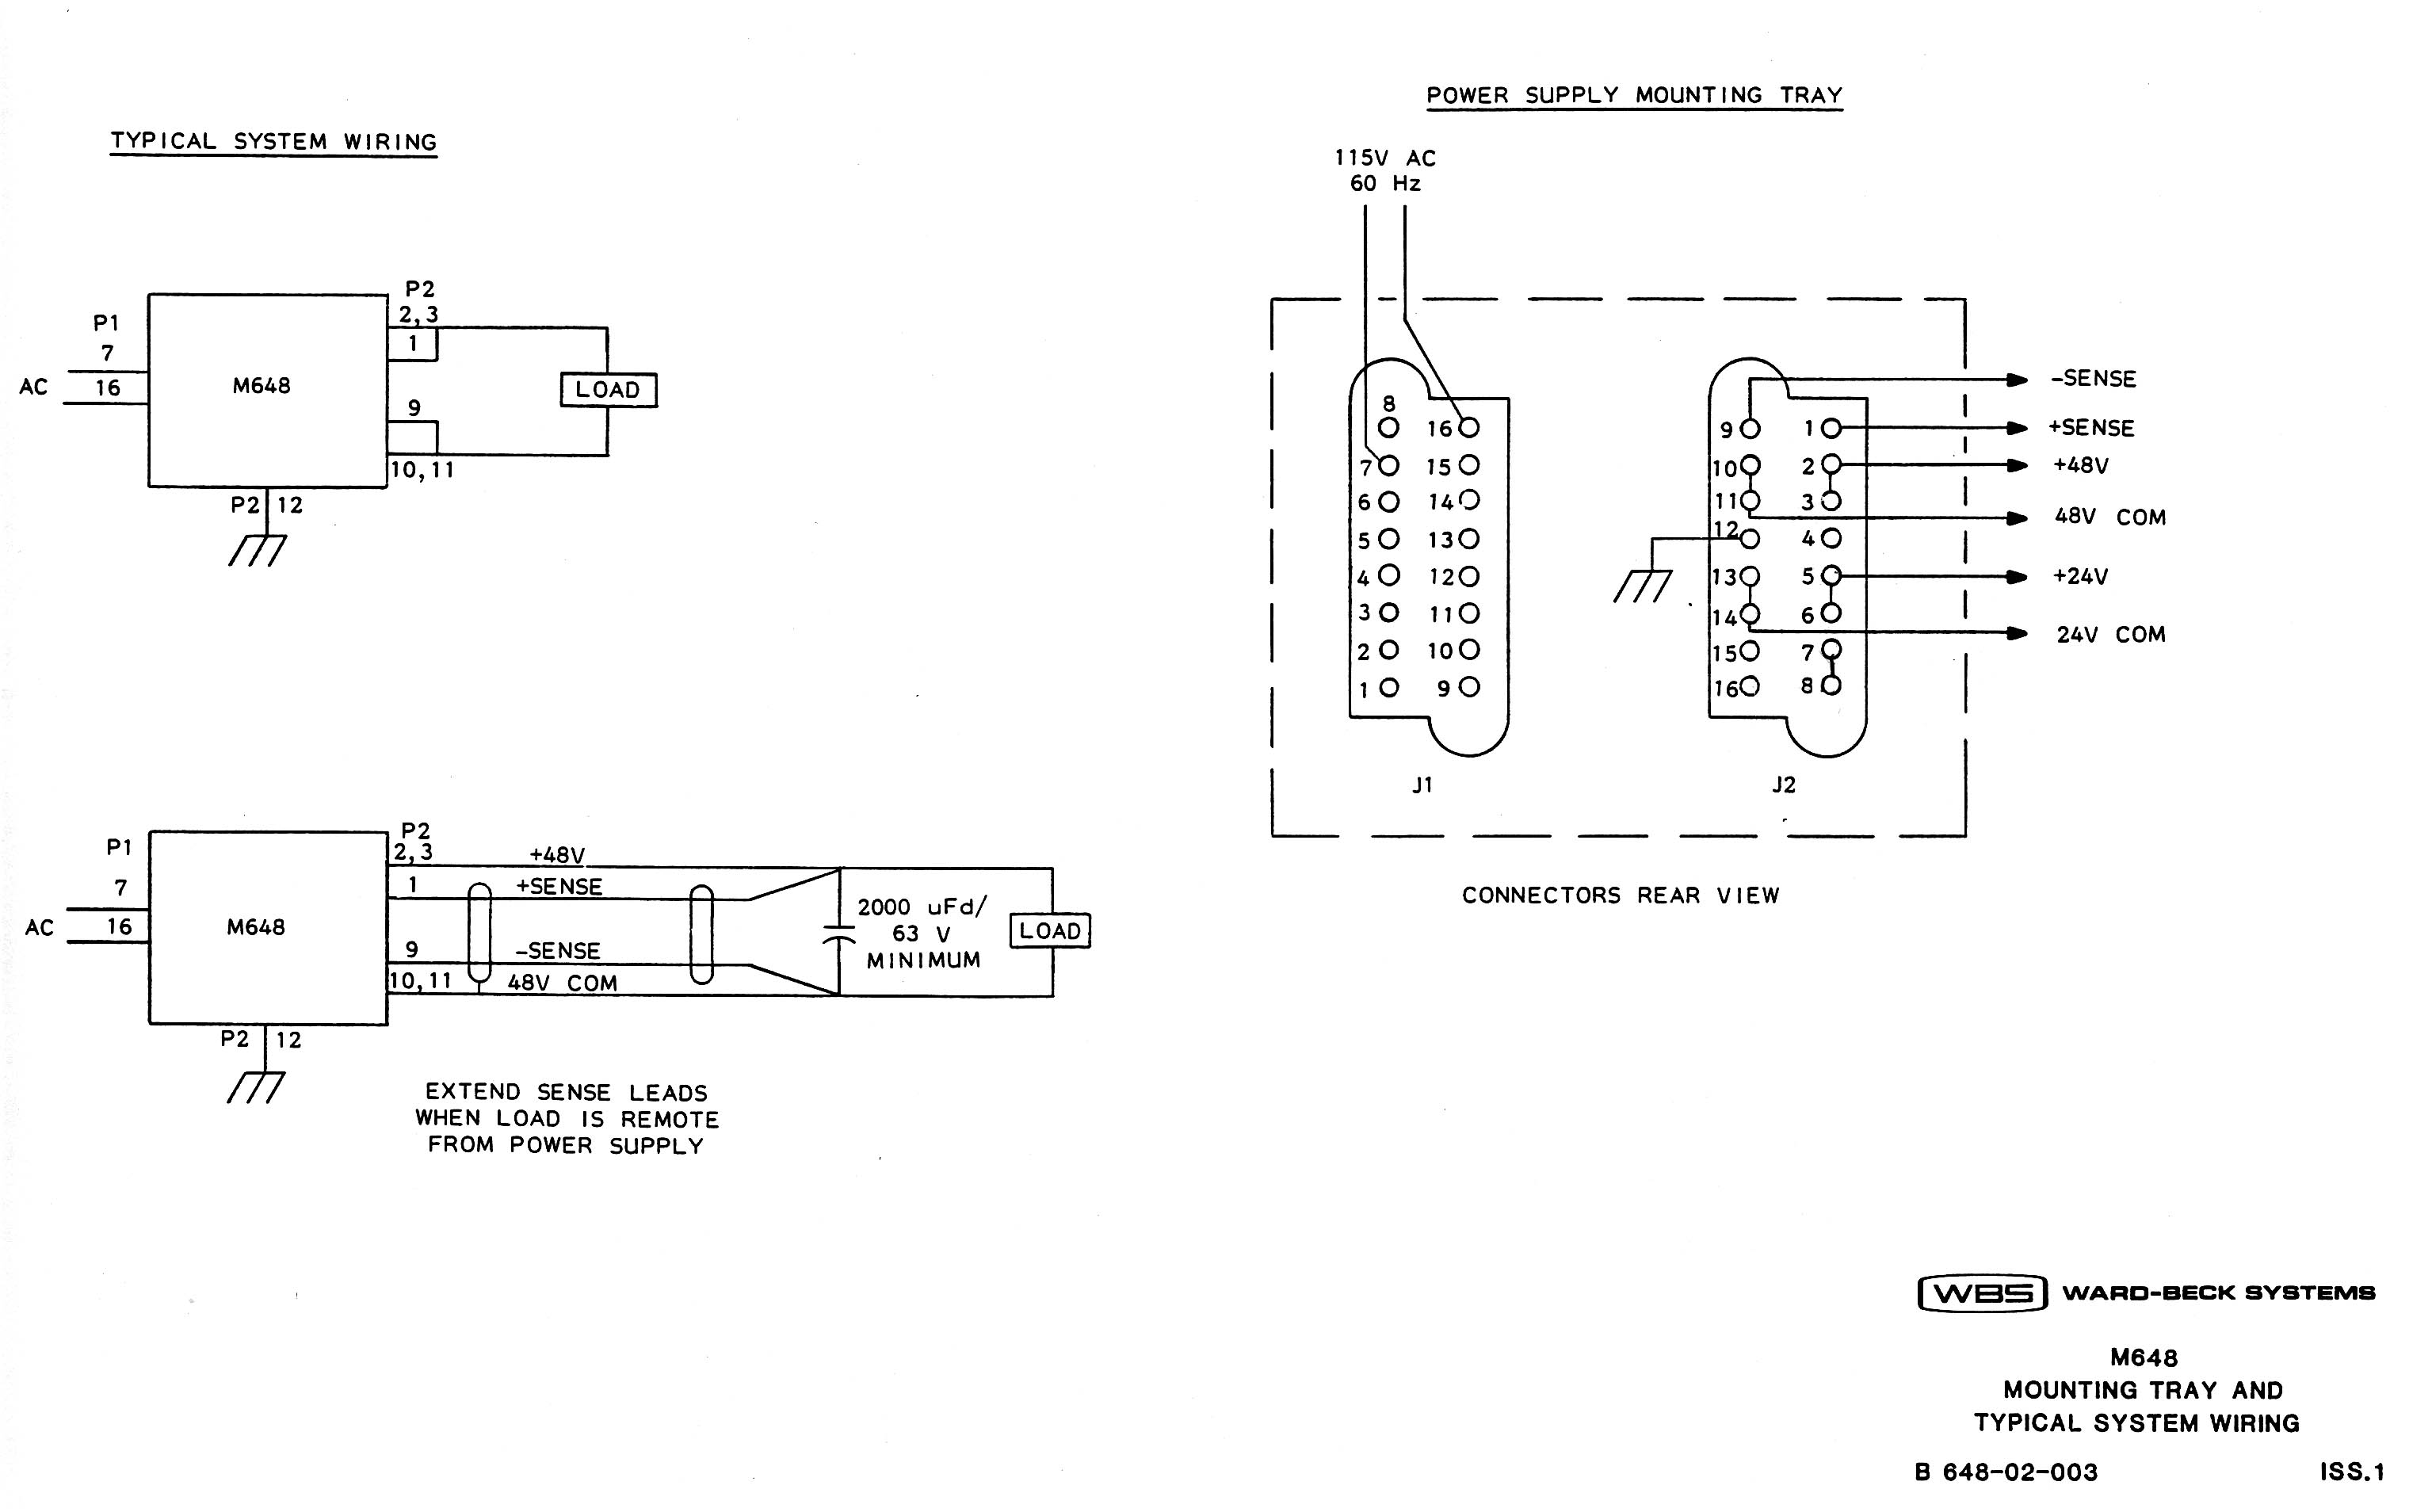 TYPICAL SYSTEM WIRING
P1
7
AC
16
M648
P2
2,3
1
9
10,11
LOAD
P2 12
P1
7
AC
16
M648
P2
2,3
+48V
1
+SENSE
9
-SENSE
10,11
48V COM
2000 uFd/
63 V
MINIMUM
LOAD
P2 12
EXTEND SENSE LEADS
WHEN LOAD IS REMOTE
FROM POWER SUPPLY
POWER SUPPLY MOUNTING TRAY
115V AC
60 Hz
8 16
7 15
6 14
5 13
4 12
3 11
2 10
1 9
J1
9 1
10 2
11 3
12 4
13 5
14 6
15 7
16 8
J2
-SENSE
+SENSE
+48V
48V COM
+24V
24V COM
CONNECTORS REAR VIEW
WBS WARD-BECK SYSTEMS
M648
MOUNTING TRAY AND
TYPICAL SYSTEM WIRING
B 648-02-003 ISS.1